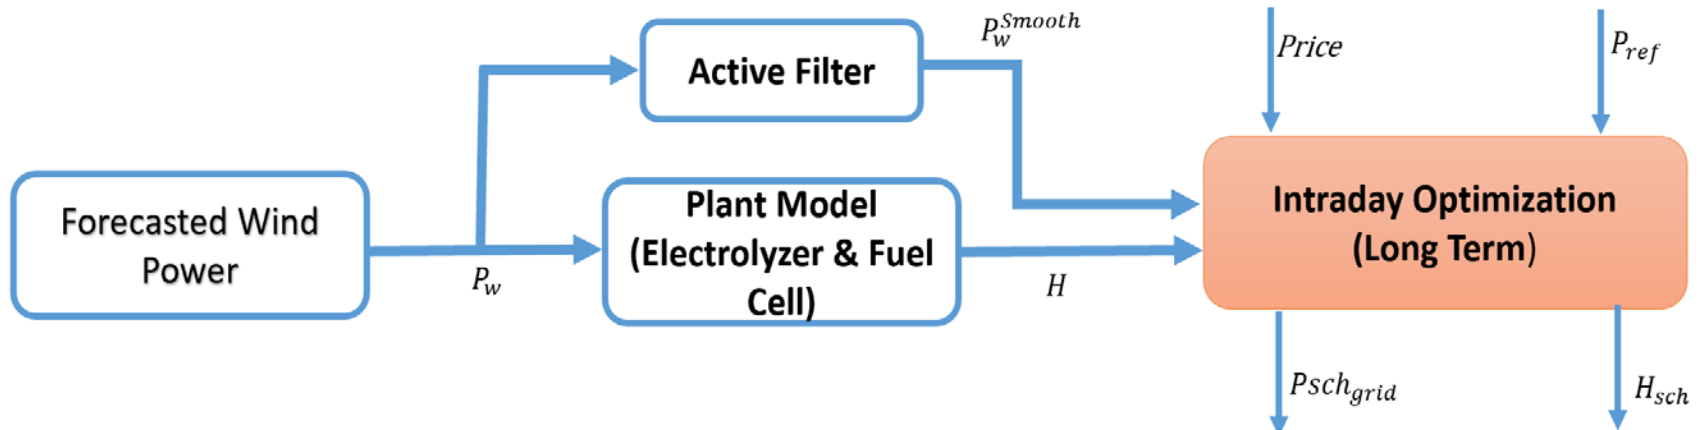 Forecasted Wind
Power
P_w
Active Filter
P_w^Smooth
Plant Model
(Electrolyzer & Fuel
Cell)
H
Price
P_ref
Intraday Optimization
(Long Term)
Psch_grid
H_sch